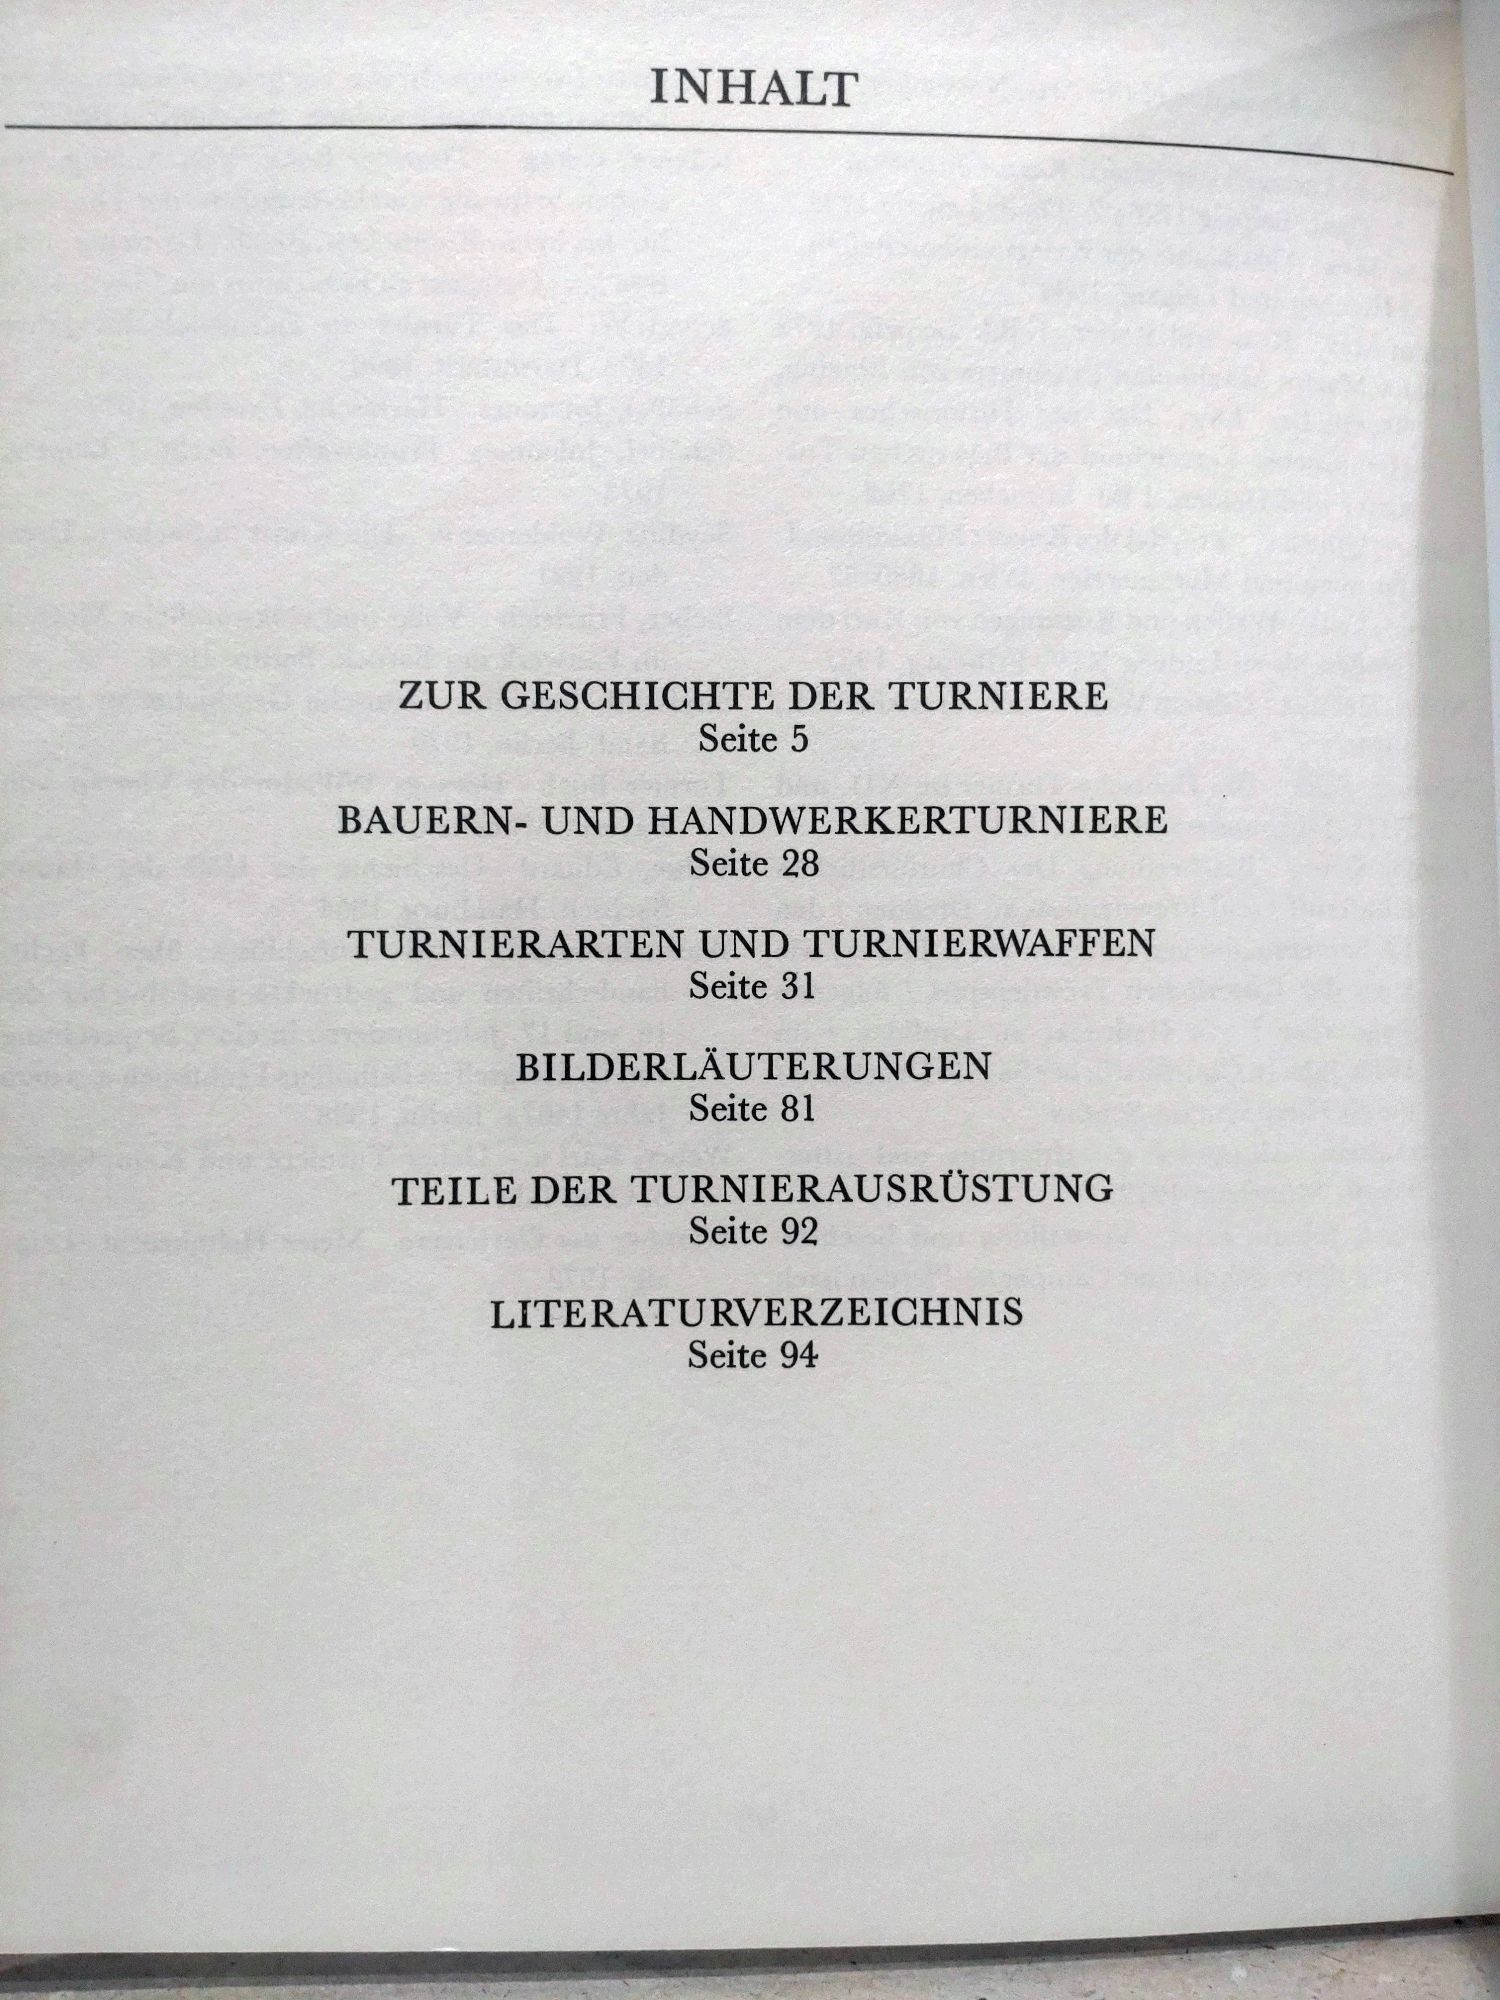 INHALT
ZUR GESCHICHTE DER TURNIERE
Seite 5
BAUERN- UND HANDWERKERTURNIERE
Seite 28
TURNIERARTEN UND TURNIERWAFFEN
Seite 31
BILDERLÄUTERUNGEN
Seite 81
TEILE DER TURNIERAUSRÜSTUNG
Seite 92
LITERATURVERZEICHNIS
Seite 94